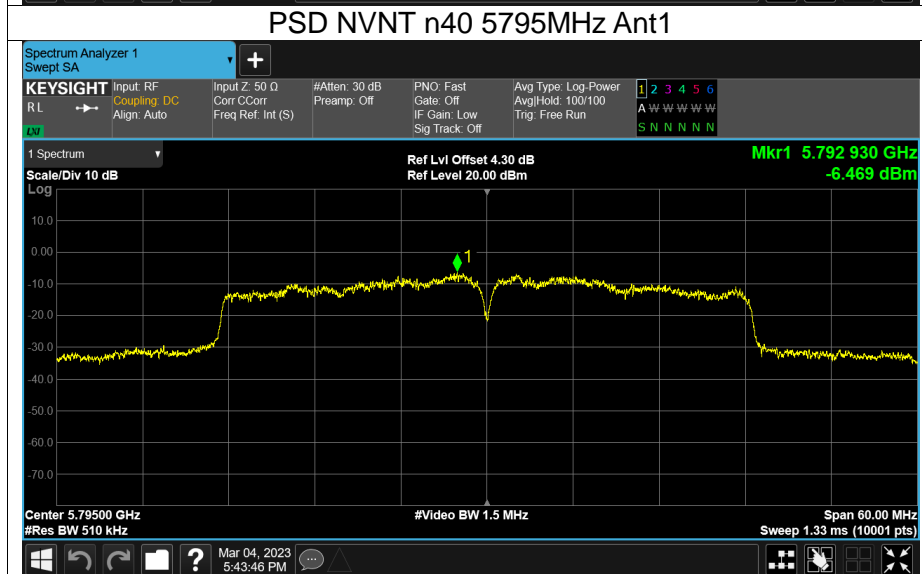 PSD NVNT n40 5795MHz Ant1
Spectrum Analyzer 1
Swept SA
+
KEYSIGHT
R L
LXI
Input: RF
Coupling: DC
Align: Auto
Input Z: 50 Ω
Corr CCorr
Freq Ref: Int (S)
#Atten: 30 dB
Preamp: Off
PNO: Fast
Gate: Off
IF Gain: Low
Sig Track: Off
Avg Type: Log-Power
Avg|Hold: 100/100
Trig: Free Run
1 2 3 4 5 6
A W W W W W
S N N N N N
1 Spectrum
Scale/Div 10 dB
Log
Ref Lvl Offset 4.30 dB
Ref Level 20.00 dBm
Mkr1 5.792 930 GHz
-6.469 dBm
10.0
0.00
-10.0
-20.0
-30.0
-40.0
-50.0
-60.0
-70.0
1
Center 5.79500 GHz
#Res BW 510 kHz
#Video BW 1.5 MHz
Span 60.00 MHz
Sweep 1.33 ms (10001 pts)
?
Mar 04, 2023
5:43:46 PM